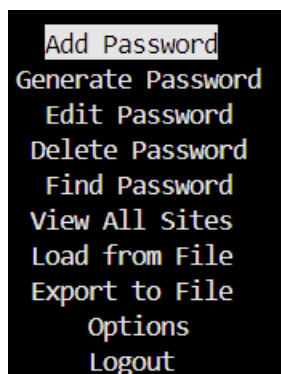 Add Password
Generate Password
Edit Password
Delete Password
Find Password
View All Sites
Load from File
Export to File
Options
Logout